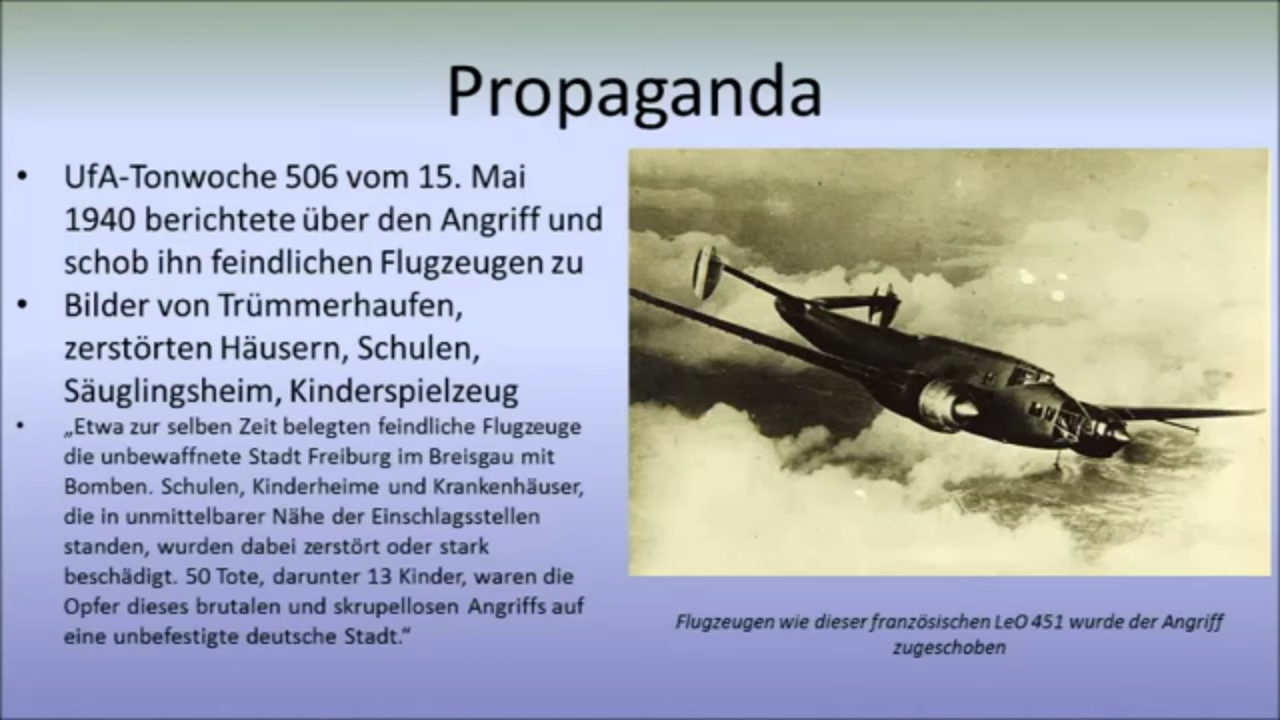 Propaganda
• UfA-Tonwoche 506 vom 15. Mai
1940 berichtete über den Angriff und
schob ihn feindlichen Flugzeugen zu
• Bilder von Trümmerhaufen,
zerstörten Häusern, Schulen,
Säuglingsheim, Kinderspielzeug
• „Etwa zur selben Zeit belegten feindliche Flugzeuge
die unbewaffnete Stadt Freiburg im Breisgau mit
Bomben. Schulen, Kinderheime und Krankenhäuser,
die in unmittelbarer Nähe der Einschlagsstellen
standen, wurden dabei zerstört oder stark
beschädigt. 50 Tote, darunter 13 Kinder, waren die
Opfer dieses brutalen und skrupellosen Angriffs auf
eine unbefestigte deutsche Stadt.“
Flugzeugen wie dieser französischen LeO 451 wurde der Angriff
zugeschoben